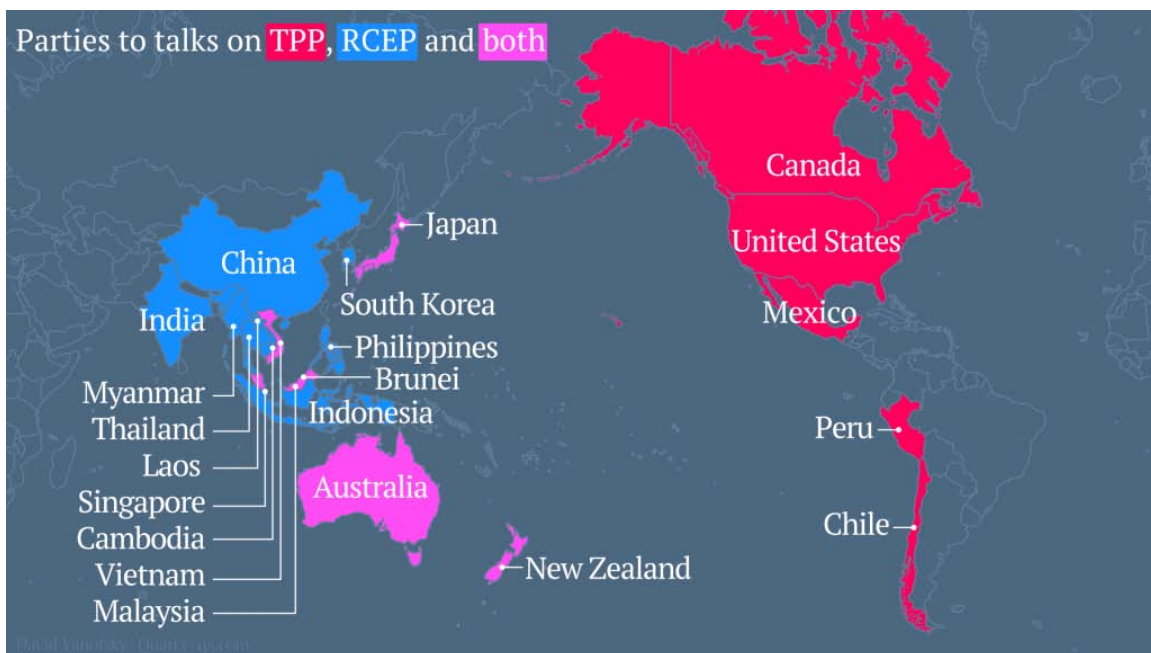 Parties to talks on TPP, RCEP and both
Canada
United States
Mexico
Japan
China
South Korea
India
Philippines
Brunei
Myanmar
Indonesia
Thailand
Peru
Laos
Australia
Singapore
Chile
Cambodia
New Zealand
Vietnam
Malaysia